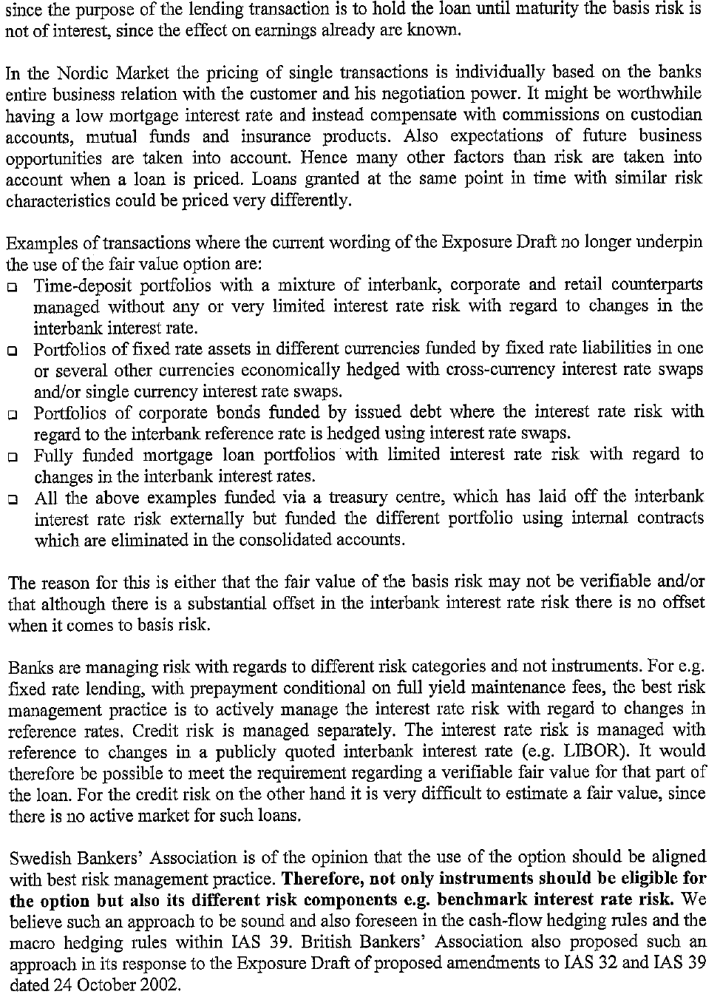 since the purpose of the lending transaction is to hold the loan until maturity the basis risk is
not of interest, since the effect on earnings already are known.
In the Nordic Market the pricing of single transactions is individually based on the banks
entire business relation with the customer and his negotiation power. It might be worthwhile
having a low mortgage interest rate and instead compensate with commissions on custodian
accounts, mutual funds and insurance products. Also expectations of future business
opportunities are taken into account. Hence many other factors than risk are taken into
account when a loan is priced. Loans granted at the same point in time with similar risk
characteristics could be priced very differently.
Examples of transactions where the current wording of the Exposure Draft no longer underpin
the use of the fair value option are:
❑ Time-deposit portfolios with a mixture of interbank, corporate and retail counterparts
managed without any or very limited interest rate risk with regard to changes in the
interbank interest rate.
❑ Portfolios of fixed rate assets in different currencies funded by fixed rate liabilities in one
or several other currencies economically hedged with cross-currency interest rate swaps
and/or single currency interest rate swaps.
❑ Portfolios of corporate bonds funded by issued debt where the interest rate risk with
regard to the interbank reference rate is hedged using interest rate swaps.
❑ Fully funded mortgage loan portfolios with limited interest rate risk with regard to
changes in the interbank interest rates.
❑ All the above examples funded via a treasury centre, which has laid off the interbank
interest rate risk externally but funded the different portfolio using internal contracts
which are eliminated in the consolidated accounts.
The reason for this is either that the fair value of the basis risk may not be verifiable and/or
that although there is a substantial offset in the interbank interest rate risk there is no offset
when it comes to basis risk.
Banks are managing risk with regards to different risk categories and not instruments. For e.g.
fixed rate lending, with prepayment conditional on full yield maintenance fees, the best risk
management practice is to actively manage the interest rate risk with regard to changes in
reference rates. Credit risk is managed separately. The interest rate risk is managed with
reference to changes in a publicly quoted interbank interest rate (e.g. LIBOR). It would
therefore be possible to meet the requirement regarding a verifiable fair value for that part of
the loan. For the credit risk on the other hand it is very difficult to estimate a fair value, since
there is no active market for such loans.
Swedish Bankers' Association is of the opinion that the use of the option should be aligned
with best risk management practice. Therefore, not only instruments should be eligible for
the option but also its different risk components e.g. benchmark interest rate risk. We
believe such an approach to be sound and also foreseen in the cash-flow hedging rules and the
macro hedging rules within IAS 39. British Bankers' Association also proposed such an
approach in its response to the Exposure Draft of proposed amendments to IAS 32 and IAS 39
dated 24 October 2002.